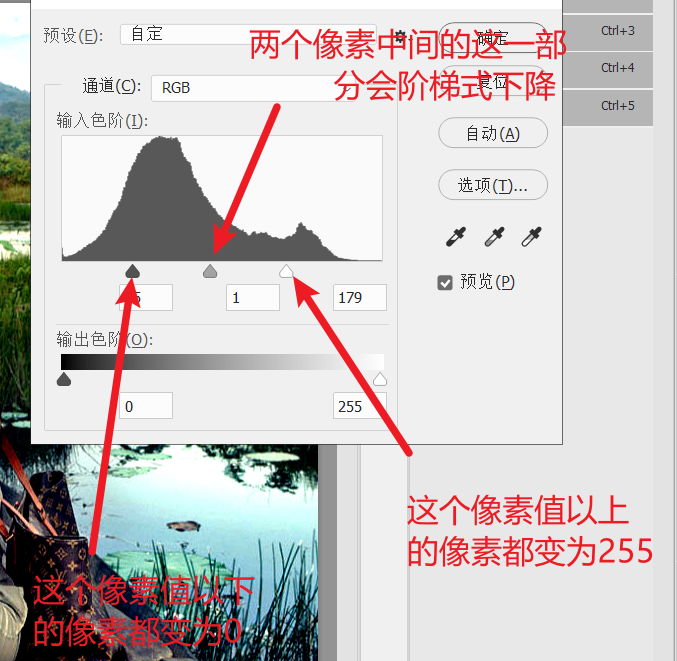 预设(E):
自定
确定
Ctrl+3
两个像素中间的这一部
分会阶梯式下降
复位
Ctrl+4
通道(C):
RGB
Ctrl+5
输入色阶(I):
自动(A)
选项(T)...
预览(P)
1
179
输出色阶(O):
0
255
这个像素值以上
的像素都变为255
这个像素值以下
的像素都变为0